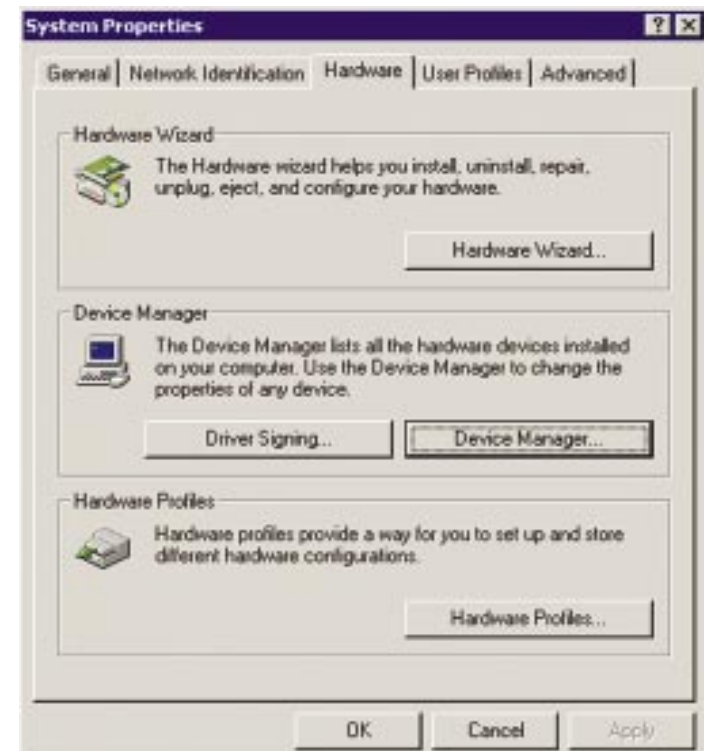 System Properties
General
Network Identification
Hardware
User Profiles
Advanced
Hardware Wizard
The Hardware wizard helps you install, uninstall, repair,
unplug, eject, and configure your hardware.
Hardware Wizard...
Device Manager
The Device Manager lists all the hardware devices installed
on your computer. Use the Device Manager to change the
properties of any device.
Driver Signing...
Device Manager...
Hardware Profiles
Hardware profiles provide a way for you to set up and store
different hardware configurations.
Hardware Profiles...
OK
Cancel
Apply